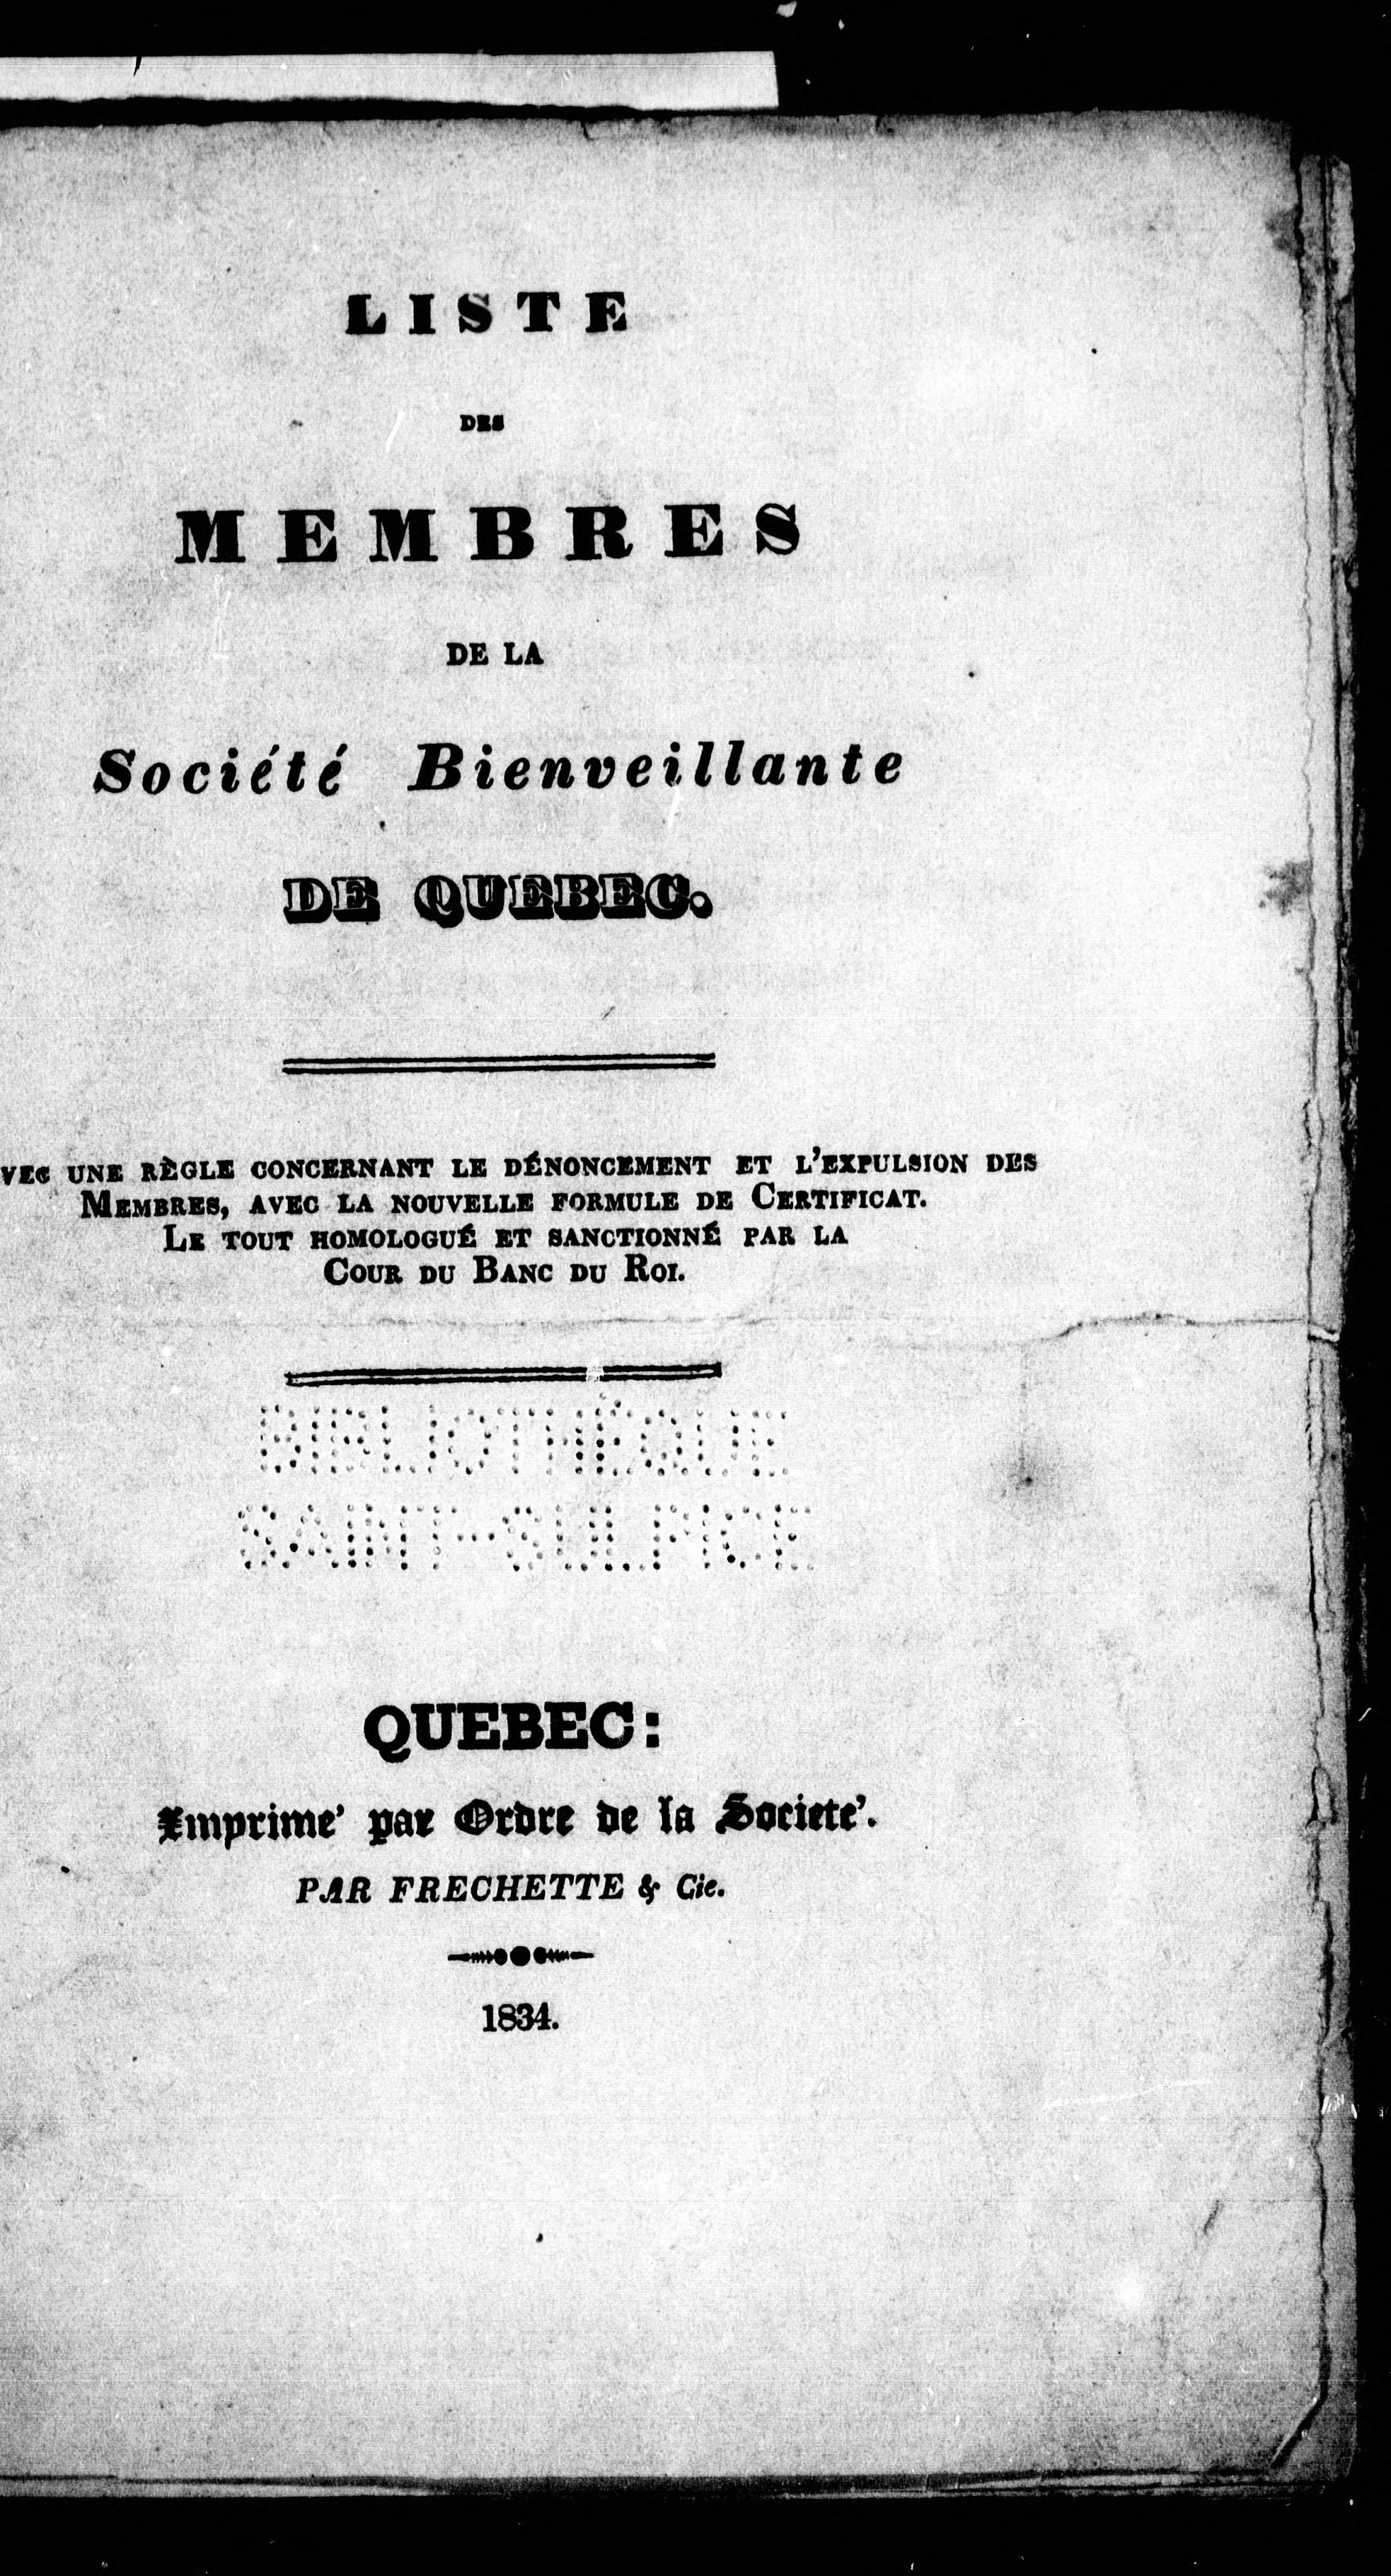 LISTE
DES
MEMBRES
DE LA
Société Bienveillante
DE QUEBEC.
VEC UNE RÈGLE CONCERNANT LE DÉNONCEMENT ET L'EXPULSION DES
MEMBRES, AVEC LA NOUVELLE FORMULE DE CERTIFICAT.
LE TOUT HOMOLOGUÉ ET SANCTIONNÉ PAR LA
COUR DU BANC DU ROI.
BIBLIOTHÈQUE
SAINT-SULPICE
QUEBEC:
Imprime' par Ordre de la Societe'.
PAR FRECHETTE & Cie.
1834.